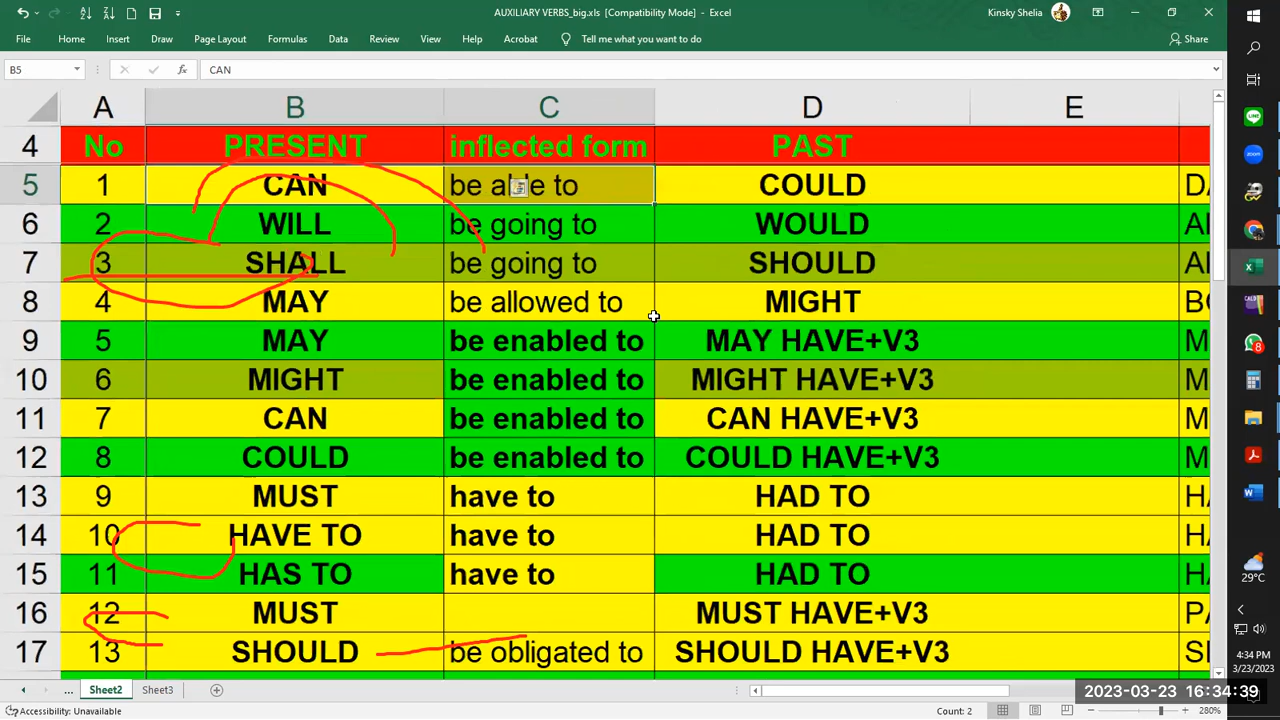 AUXILIARY VERBS_big.xls [Compatibility Mode] - Excel
Kinsky Shelia
File Home Insert Draw Page Layout Formulas Data Review View Help Acrobat Tell me what you want to do Share
B5 fx CAN
A B C D E
4 No PRESENT inflected form PAST
5 1 CAN be able to COULD DA
6 2 WILL be going to WOULD
7 3 SHALL be going to SHOULD
8 4 MAY be allowed to MIGHT
9 5 MAY be enabled to MAY HAVE+V3 M
10 6 MIGHT be enabled to MIGHT HAVE+V3 M
11 7 CAN be enabled to CAN HAVE+V3 M
12 8 COULD be enabled to COULD HAVE+V3 M
13 9 MUST have to HAD TO
14 10 HAVE TO have to HAD TO
15 11 HAS TO have to HAD TO
16 12 MUST MUST HAVE+V3
17 13 SHOULD be obligated to SHOULD HAVE+V3
29°C
4:34 PM
3/23/2023
... Sheet2 Sheet3
2023-03-23 16:34:39
Accessibility: Unavailable Count: 2 280%